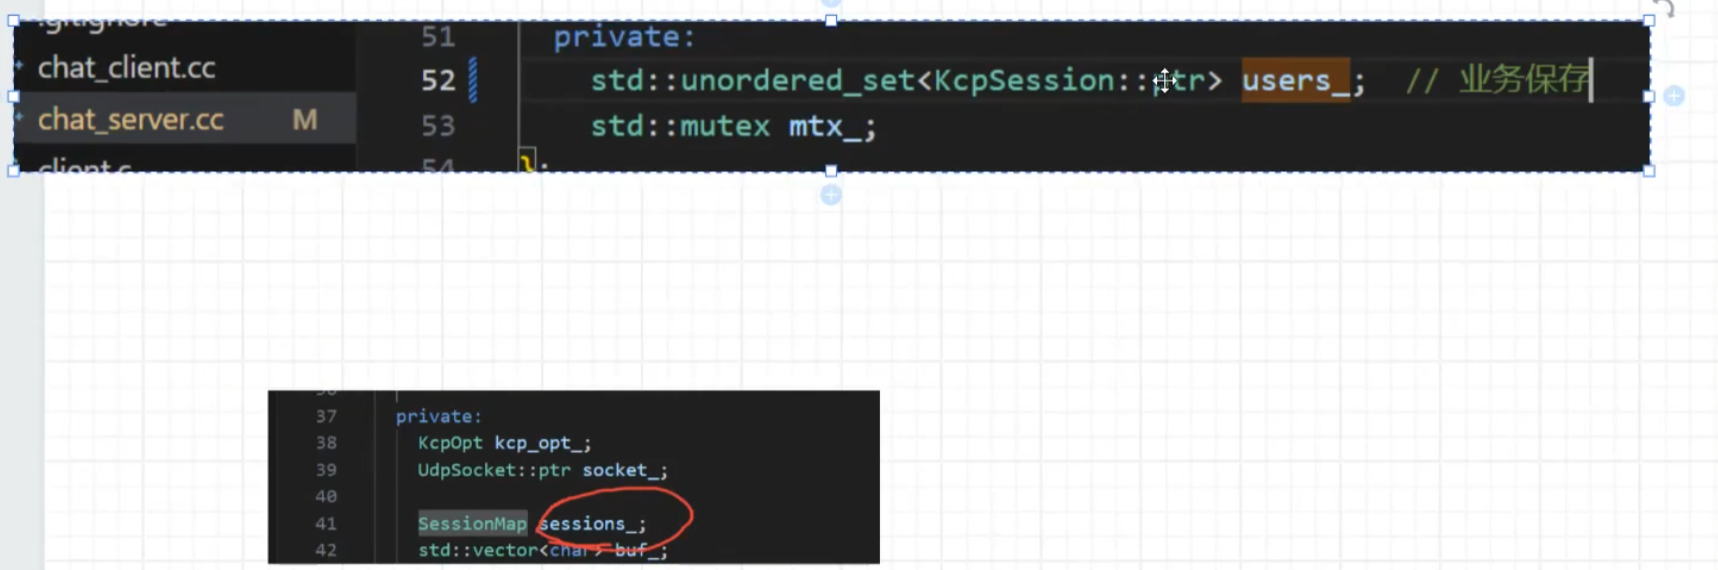 .gitignore
51 private:
chat_client.cc
52 std::unordered_set<KcpSession::ptr> users_; // 业务保存
chat_server.cc M
53 std::mutex mtx_;
client.c
54 };
37 private:
38 KcpOpt kcp_opt_;
39 UdpSocket::ptr socket_;
40
41 SessionMap sessions_;
42 std::vector<char> buf_;